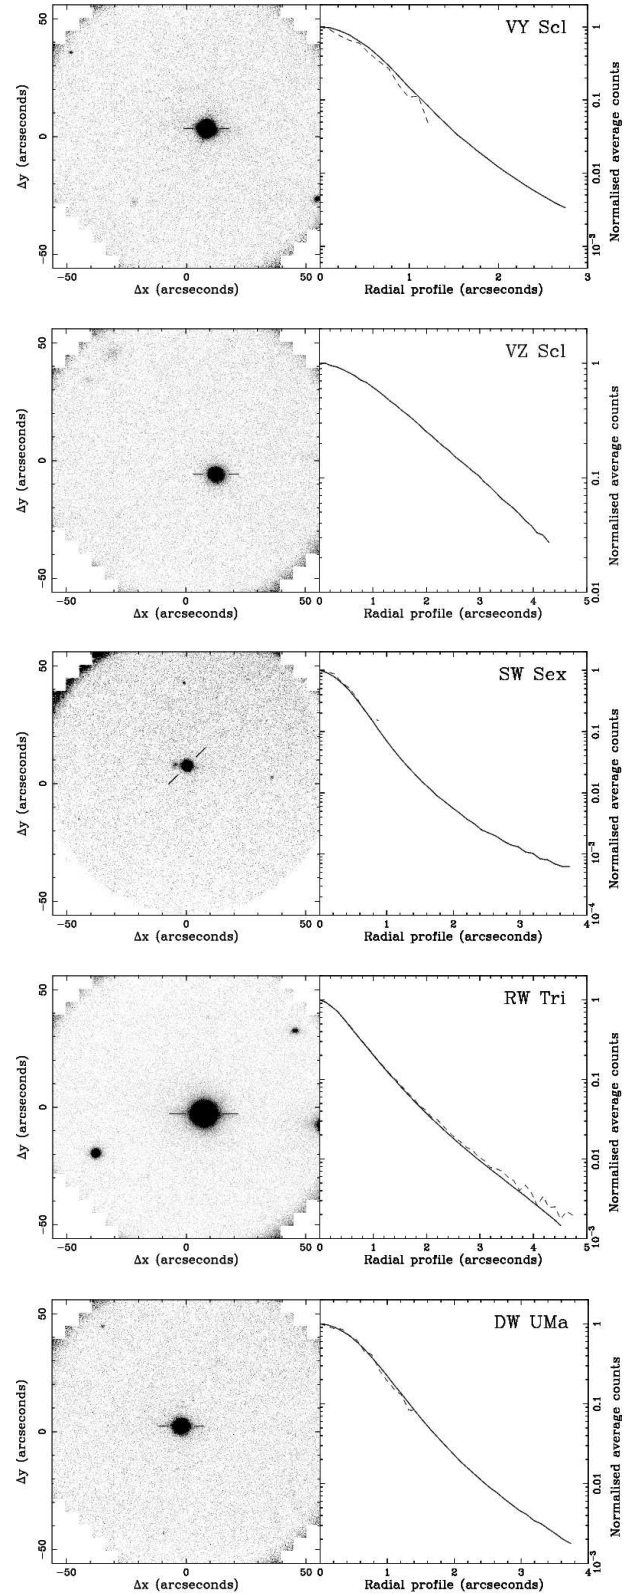 VY Scl
Δy (arcseconds)
50
0
−50
−50 0 50
Δx (arcseconds)
1
0.1
0.01
10⁻³
Normalised average counts
0 1 2 3
Radial profile (arcseconds)
VZ Scl
Δy (arcseconds)
50
0
−50
−50 0 50
Δx (arcseconds)
1
0.1
0.01
Normalised average counts
0 1 2 3 4 5
Radial profile (arcseconds)
SW Sex
Δy (arcseconds)
50
0
−50
−50 0 50
Δx (arcseconds)
1
0.1
0.01
10⁻³
10⁻⁴
Normalised average counts
0 1 2 3 4
Radial profile (arcseconds)
RW Tri
Δy (arcseconds)
50
0
−50
−50 0 50
Δx (arcseconds)
1
0.1
0.01
10⁻³
Normalised average counts
0 1 2 3 4 5
Radial profile (arcseconds)
DW UMa
Δy (arcseconds)
50
0
−50
−50 0 50
Δx (arcseconds)
1
0.1
0.01
10⁻³
Normalised average counts
0 1 2 3 4
Radial profile (arcseconds)